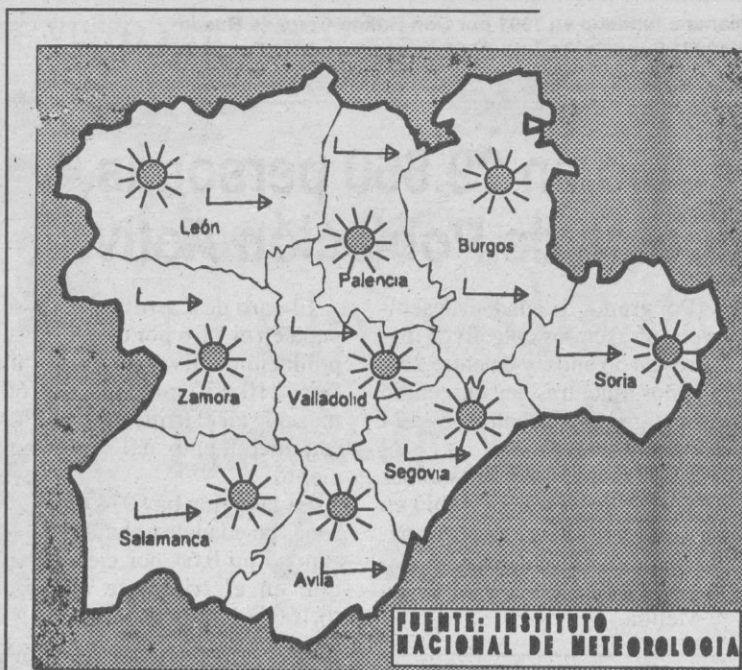 León
Palencia
Burgos
Zamora
Valladolid
Soria
Segovia
Salamanca
Avila
FUENTE: INSTITUTO
NACIONAL DE METEOROLOGIA